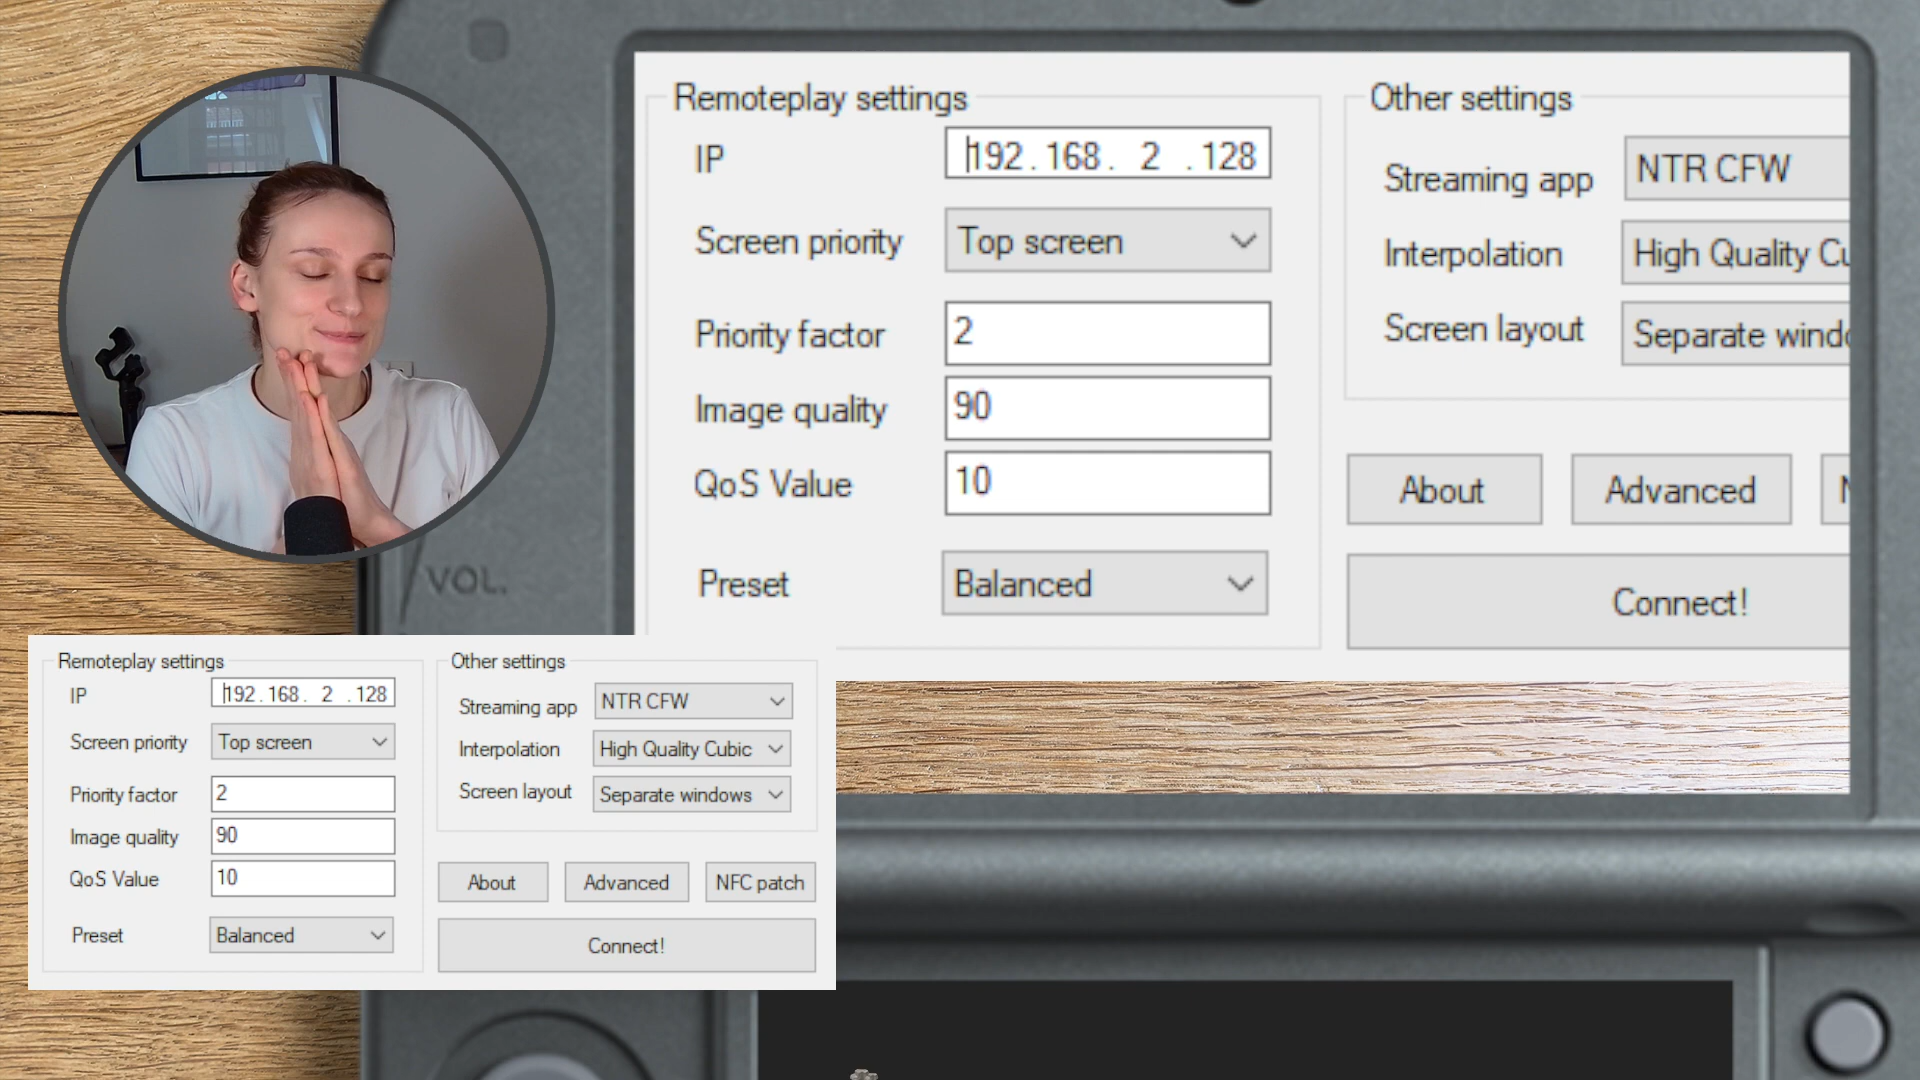 Remoteplay settings
IP
192.168. 2 .128
Screen priority
Top screen
Priority factor
2
Image quality
90
QoS Value
10
Preset
Balanced
Other settings
Streaming app
NTR CFW
Interpolation
High Quality Cu
Screen layout
Separate windo
About
Advanced
N
Connect!
VOL.
Remoteplay settings
IP
192.168. 2 .128
Screen priority
Top screen
Priority factor
2
Image quality
90
QoS Value
10
Preset
Balanced
Other settings
Streaming app
NTR CFW
Interpolation
High Quality Cubic
Screen layout
Separate windows
About
Advanced
NFC patch
Connect!